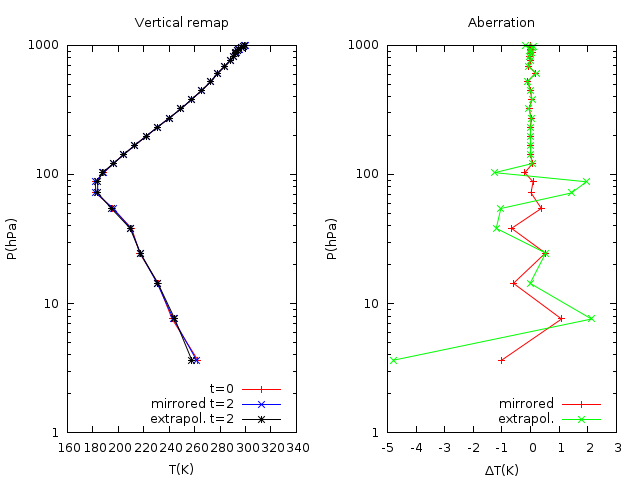 Vertical remap
1000
100
10
1
P(hPa)
t=0
mirrored t=2
extrapol. t=2
160 180 200 220 240 260 280 300 320 340
T(K)
Aberration
1000
100
10
1
P(hPa)
mirrored
extrapol.
-5 -4 -3 -2 -1 0 1 2 3
ΔT(K)